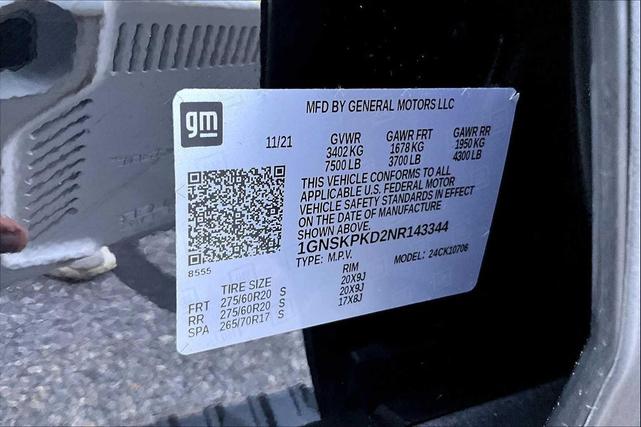 gm
MFD BY GENERAL MOTORS LLC
11/21 GVWR GAWR FRT GAWR RR
3402 KG 1678 KG 1950 KG
7500 LB 3700 LB 4300 LB
THIS VEHICLE CONFORMS TO ALL
APPLICABLE U.S. FEDERAL MOTOR
VEHICLE SAFETY STANDARDS IN EFFECT
ON THE DATE OF MANUFACTURE
SHOWN ABOVE.
1GNSKPKD2NR143344
8555
TYPE: M.P.V. MODEL: 24CK10706
TIRE SIZE RIM
FRT 275/60R20 S 20X9J
RR 275/60R20 S 20X9J
SPA 265/70R17 S 17X8J